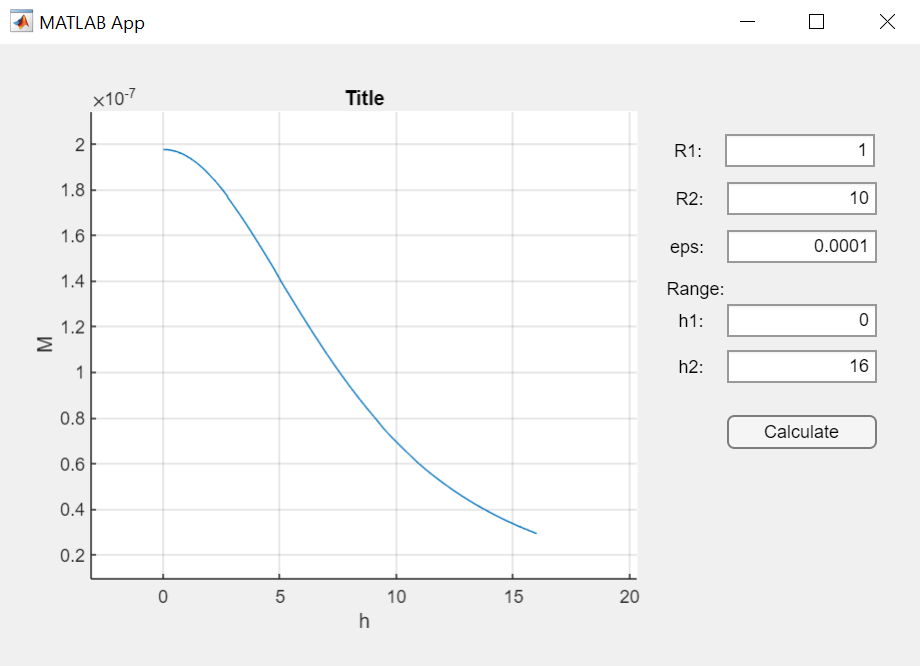 MATLAB App
×10-7
Title
2
1.8
1.6
1.4
1.2
1
0.8
0.6
0.4
0.2
M
0 5 10 15 20
h
R1: 1
R2: 10
eps: 0.0001
Range:
h1: 0
h2: 16
Calculate